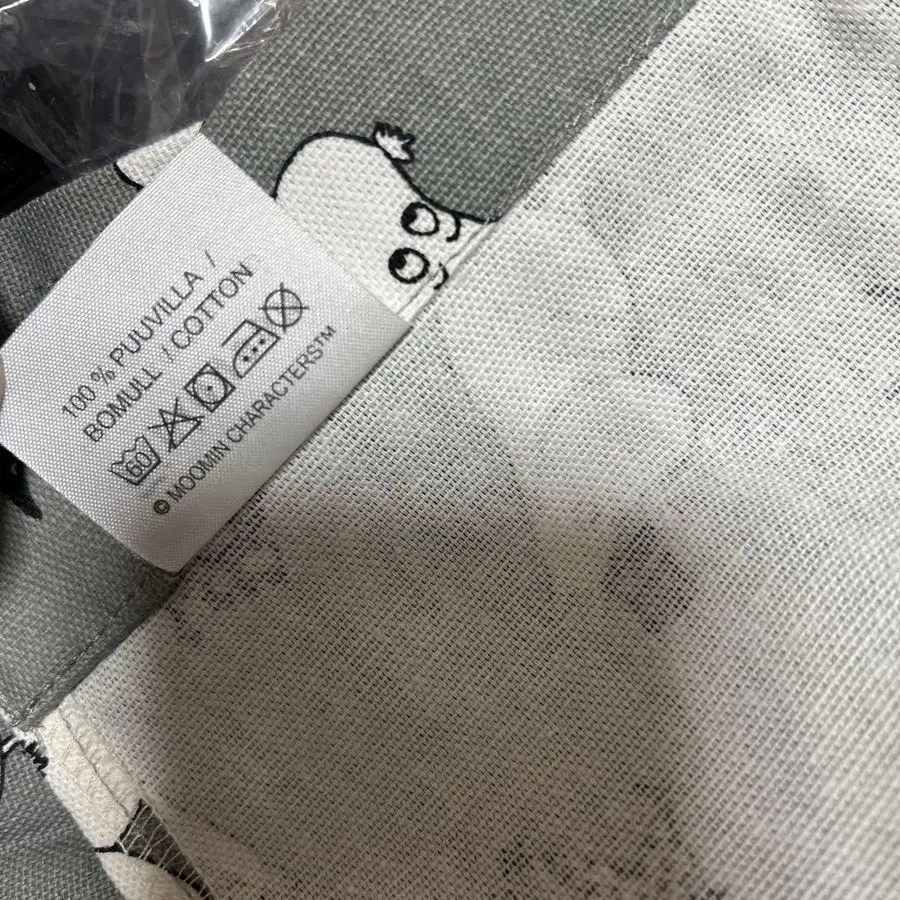 100 % PUUVILLA /
BOMULL / COTTON
60
© MOOMIN CHARACTERS™